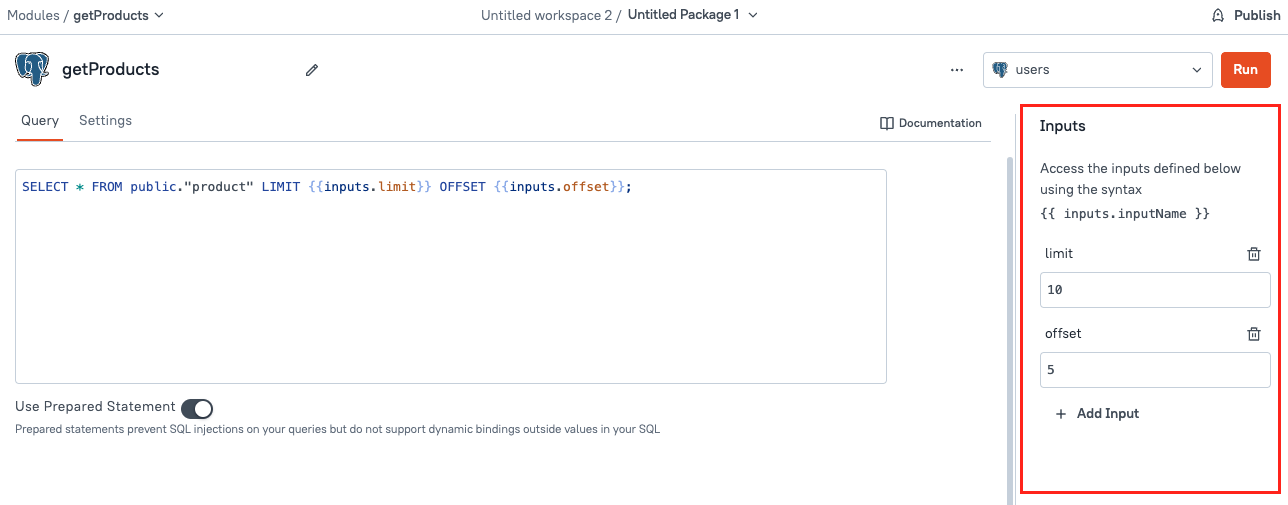 Modules / getProducts
Untitled workspace 2 / Untitled Package 1
Publish
getProducts
users
Run
Query
Settings
Documentation
SELECT * FROM public."product" LIMIT {{inputs.limit}} OFFSET {{inputs.offset}};
Use Prepared Statement
Prepared statements prevent SQL injections on your queries but do not support dynamic bindings outside values in your SQL
Inputs
Access the inputs defined below
using the syntax
{{ inputs.inputName }}
limit
10
offset
5
+ Add Input